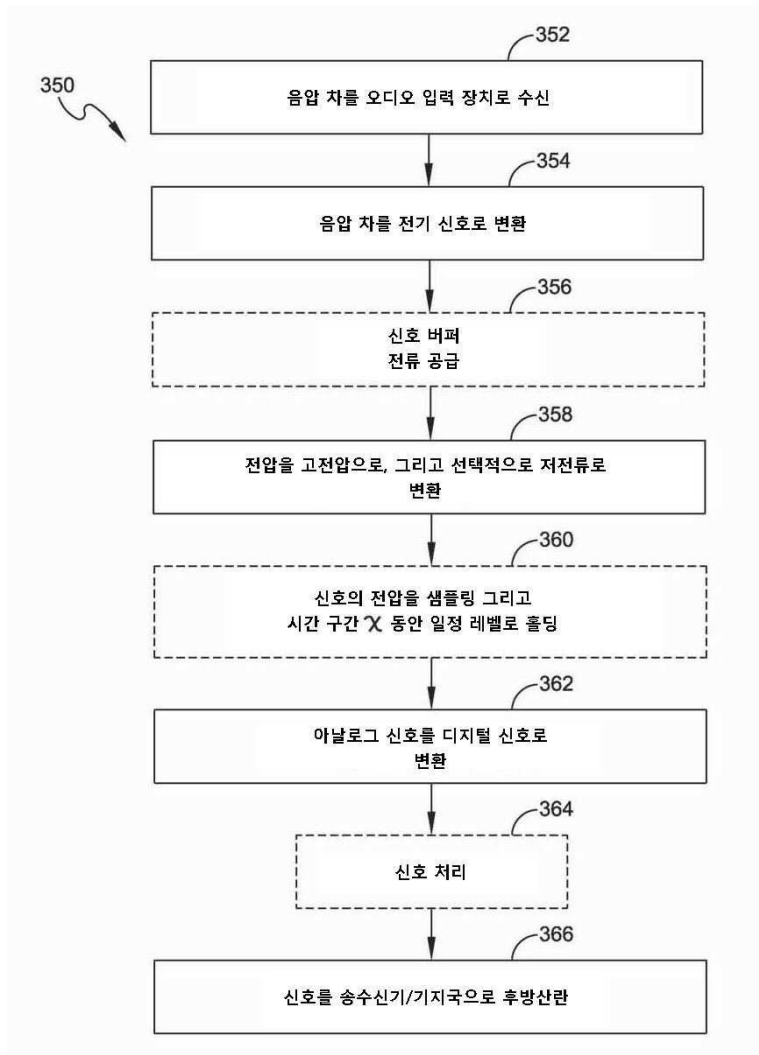 352
350
음압 차를 오디오 입력 장치로 수신
354
음압 차를 전기 신호로 변환
356
신호 버퍼
전류 공급
358
전압을 고전압으로, 그리고 선택적으로 저전류로
변환
360
신호의 전압을 샘플링 그리고
시간 구간 χ 동안 일정 레벨로 홀딩
362
아날로그 신호를 디지털 신호로
변환
364
신호 처리
366
신호를 송수신기/기지국으로 후방산란